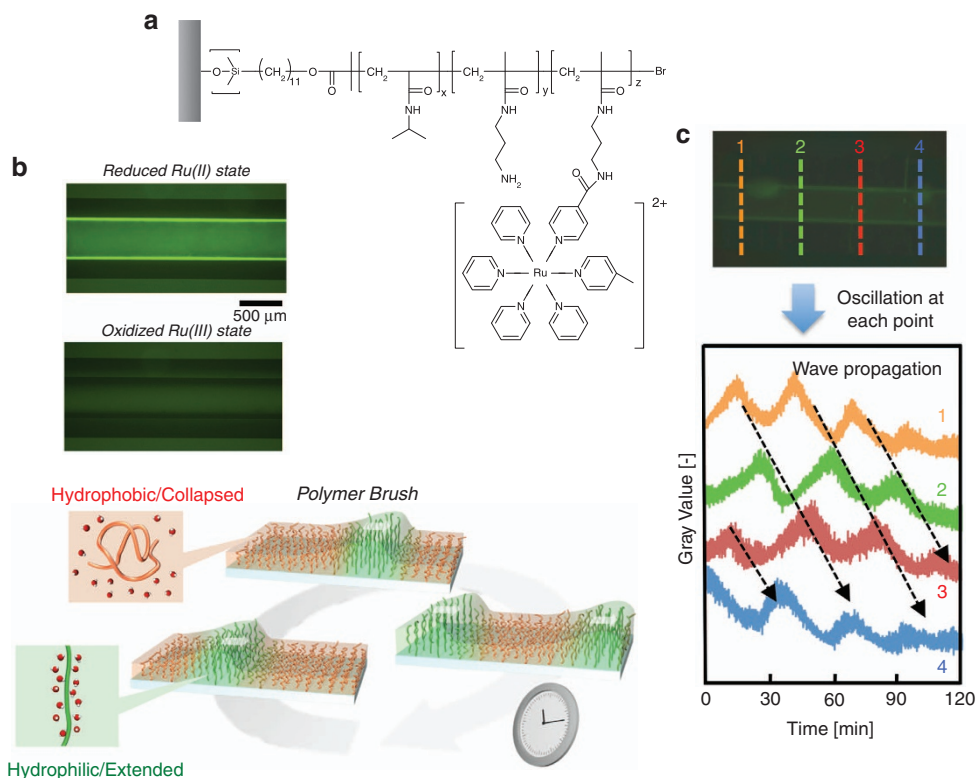 a
O
Si
(CH2)11
O
O
CH2
x
O
NH
CH2
y
O
NH
NH2
CH2
z
Br
O
NH
O
NH
2+
N
N
N
Ru
N
N
N
b
Reduced Ru(II) state
500 μm
Oxidized Ru(III) state
Hydrophobic/Collapsed
Polymer Brush
Hydrophilic/Extended
c
1
2
3
4
Oscillation at
each point
Wave propagation
1
2
3
4
Gray Value [-]
0
30
60
90
120
Time [min]